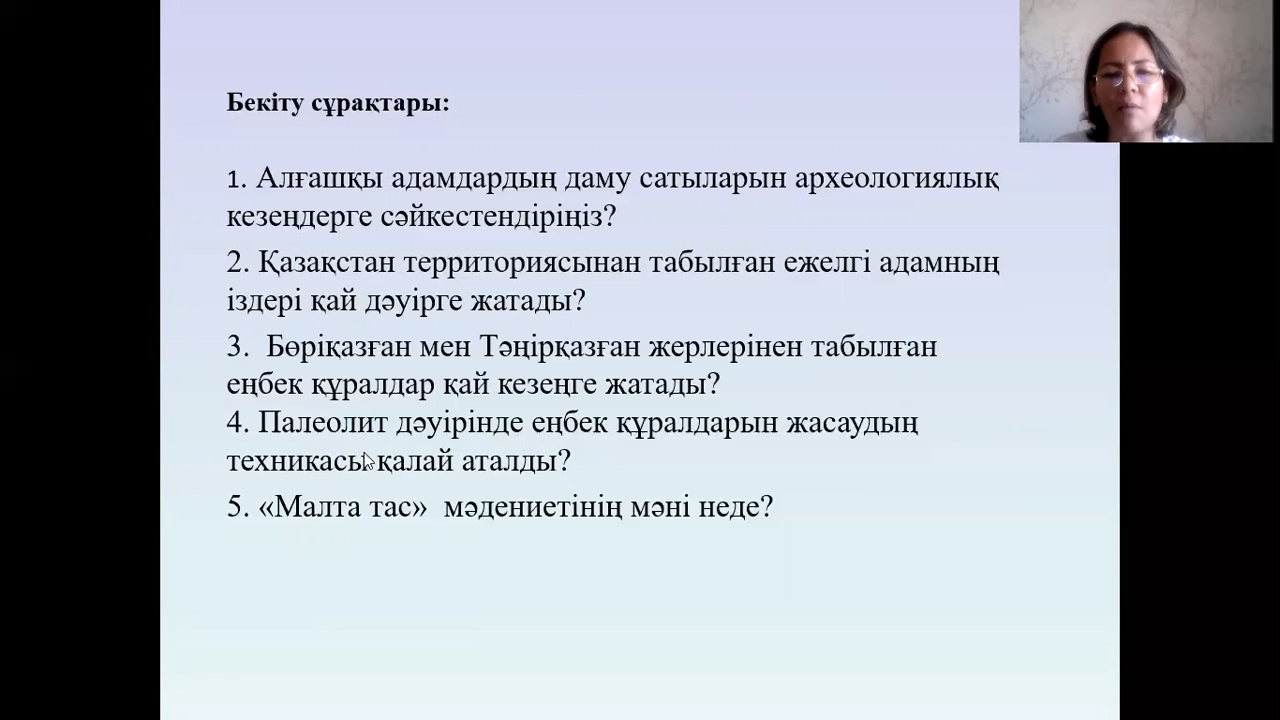 Бекіту сұрақтары:
1. Алғашқы адамдардың даму сатыларын археологиялық
кезеңдерге сәйкестендіріңіз?
2. Қазақстан территориясынан табылған ежелгі адамның
іздері қай дәуірге жатады?
3. Бөріқазған мен Тәңірқазған жерлерінен табылған
еңбек құралдар қай кезеңге жатады?
4. Палеолит дәуірінде еңбек құралдарын жасаудың
техникасы қалай аталды?
5. «Малта тас» мәдениетінің мәні неде?